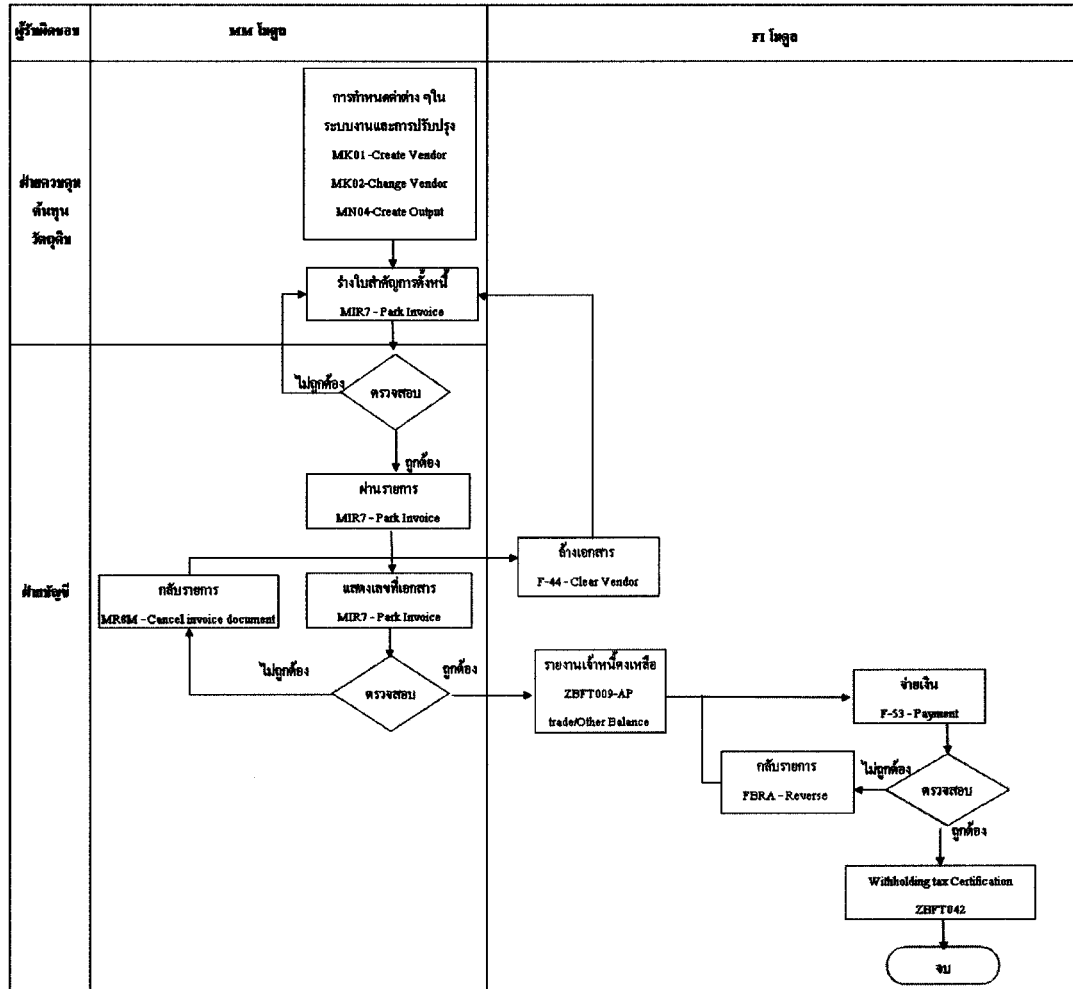 ผู้รับผิดชอบ
MM โมดูล
FI โมดูล
การกำหนดค่าต่าง ๆใน
ระบบงานและการปรับปรุง
MK01 -Create Vendor
MK02-Change Vendor
MN04-Create Output
ฝ่ายควบคุม
ต้นทุน
วัตถุดิบ
ร่างใบสำคัญการตั้งหนี้
MIR7 - Park Invoice
ไม่ถูกต้อง
ตรวจสอบ
ถูกต้อง
ผ่านรายการ
MIR7 - Park Invoice
ล้างเอกสาร
F-44 - Clear Vendor
ฝ่ายบัญชี
กลับรายการ
MR8M - Cancel invoice document
แสดงเลขที่เอกสาร
MIR7 - Park Invoice
ไม่ถูกต้อง
ตรวจสอบ
ถูกต้อง
รายงานเจ้าหนี้คงเหลือ
ZBFT009-AP
trade/Other Balance
จ่ายเงิน
F-53 - Payment
กลับรายการ
FBRA - Reverse
ไม่ถูกต้อง
ตรวจสอบ
ถูกต้อง
Withholding tax Certification
ZBFT042
จบ